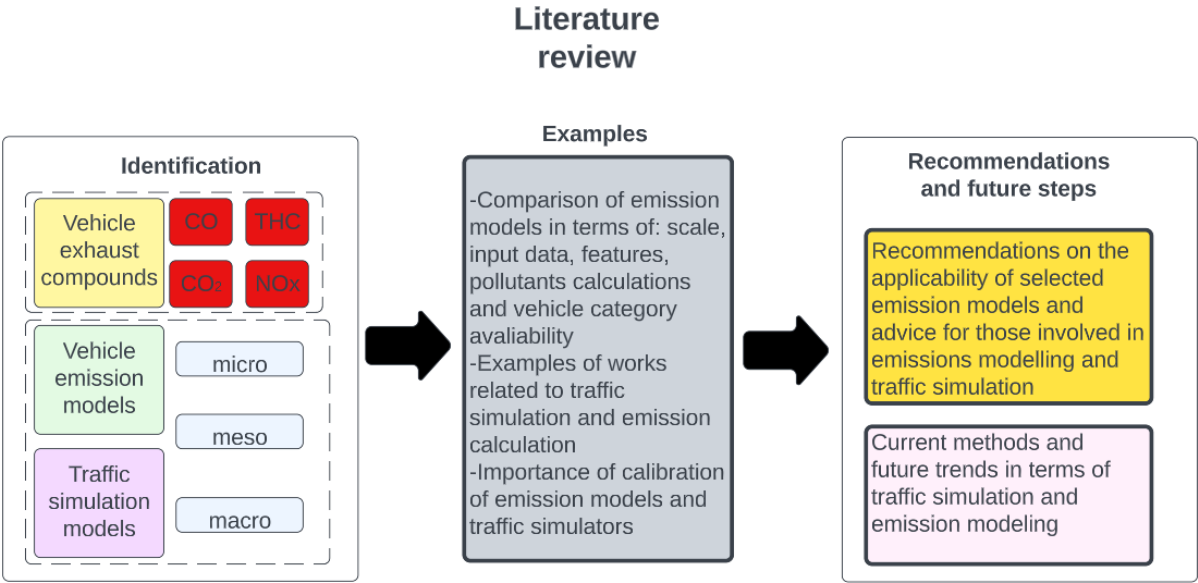 Literature
review
Identification
Vehicle
exhaust
compounds
CO
THC
CO₂
NOx
Vehicle
emission
models
Traffic
simulation
models
micro
meso
macro
Examples
-Comparison of emission
models in terms of: scale,
input data, features,
pollutants calculations
and vehicle category
avaliability
-Examples of works
related to traffic
simulation and emission
calculation
-Importance of calibration
of emission models and
traffic simulators
Recommendations
and future steps
Recommendations on the
applicability of selected
emission models and
advice for those involved in
emissions modelling and
traffic simulation
Current methods and
future trends in terms of
traffic simulation and
emission modeling